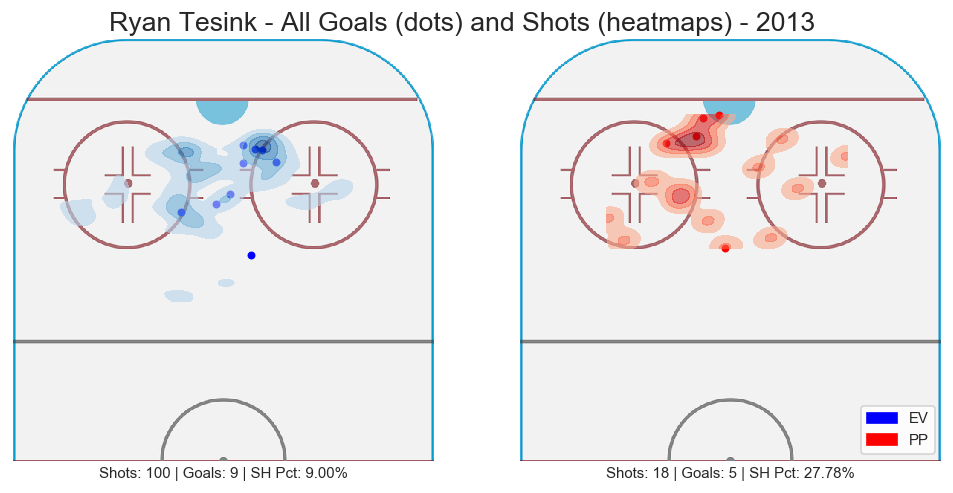 Ryan Tesink - All Goals (dots) and Shots (heatmaps) - 2013
EV
PP
Shots: 100 | Goals: 9 | SH Pct: 9.00%
Shots: 18 | Goals: 5 | SH Pct: 27.78%